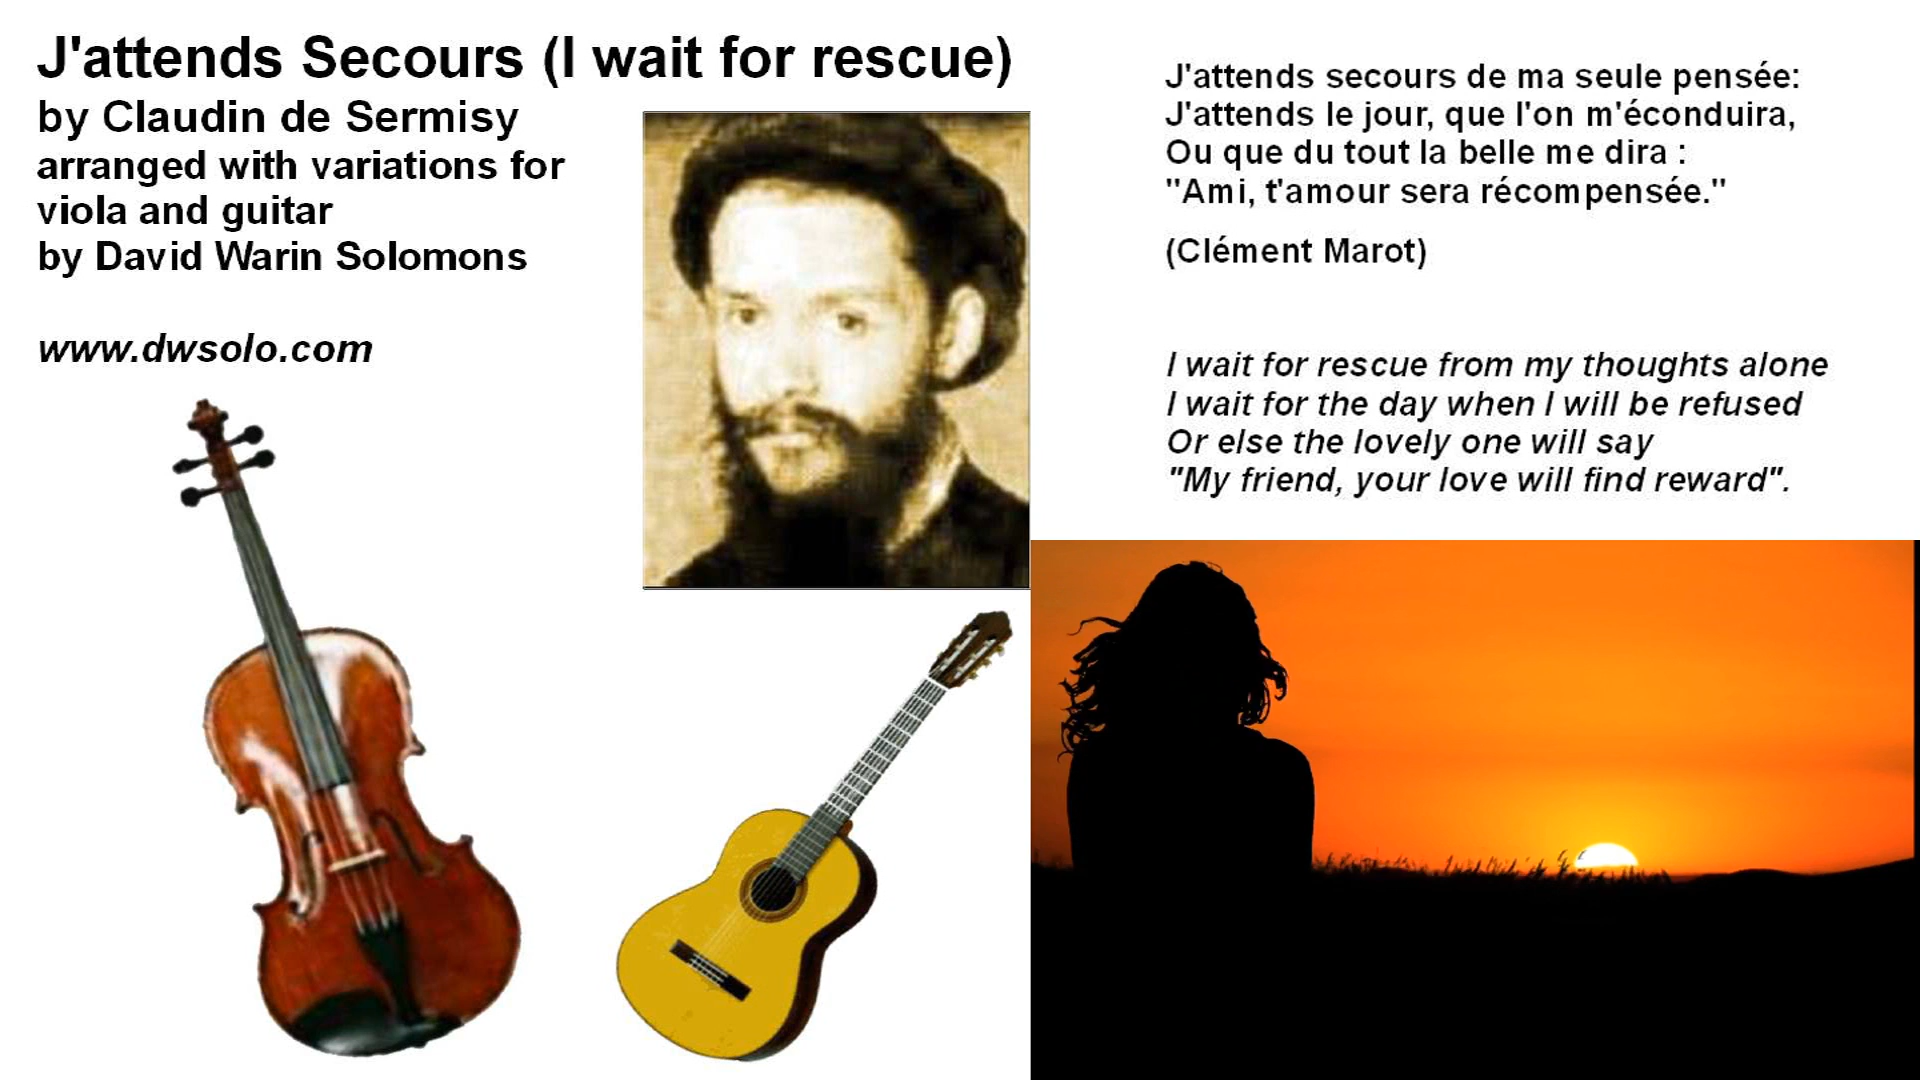 J'attends Secours (I wait for rescue)
by Claudin de Sermisy
arranged with variations for
viola and guitar
by David Warin Solomons
www.dwsolo.com
J'attends secours de ma seule pensée:
J'attends le jour, que l'on m'éconduira,
Ou que du tout la belle me dira :
"Ami, t'amour sera récompensée."
(Clément Marot)
I wait for rescue from my thoughts alone
I wait for the day when I will be refused
Or else the lovely one will say
"My friend, your love will find reward".